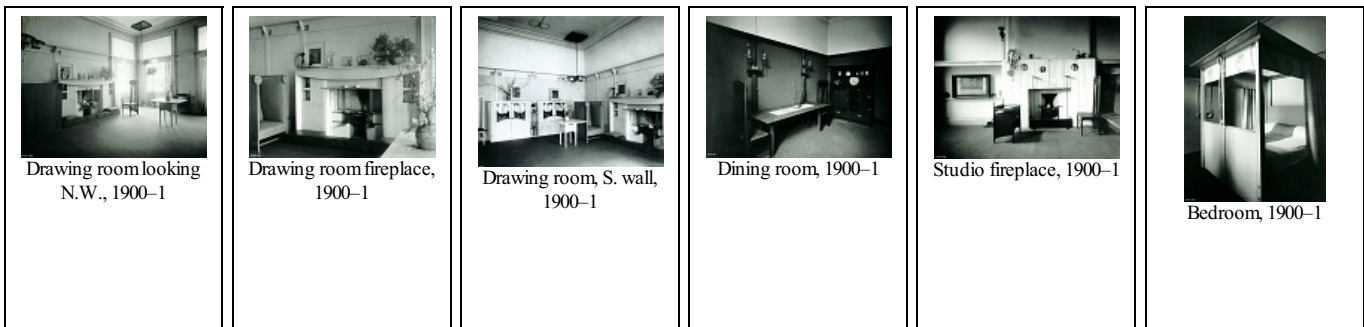 Drawing room looking
N.W., 1900–1
Drawing room fireplace,
1900–1
Drawing room, S. wall,
1900–1
Dining room, 1900–1
Studio fireplace, 1900–1
Bedroom, 1900–1